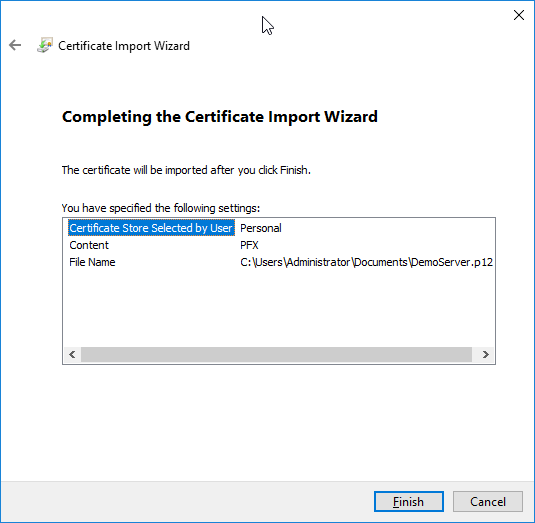 Certificate Import Wizard
Completing the Certificate Import Wizard
The certificate will be imported after you click Finish.
You have specified the following settings:
Certificate Store Selected by User Personal
Content PFX
File Name C:\Users\Administrator\Documents\DemoServer.p12
Finish Cancel